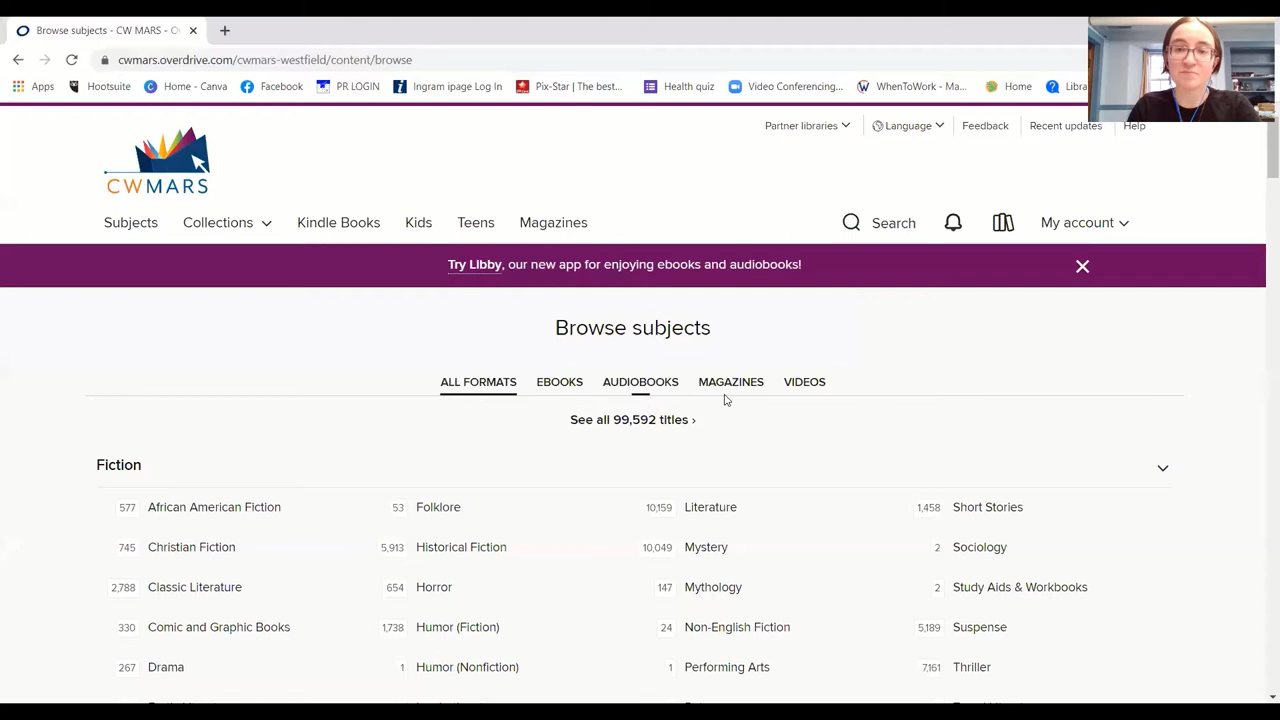 Browse subjects - CW MARS - O
cwmars.overdrive.com/cwmars-westfield/content/browse
Apps Hootsuite Home - Canva Facebook PR LOGIN Ingram ipage Log In Pix-Star | The best... Health quiz Video Conferencing... WhenToWork - Ma... Home Libra
Partner libraries Language Feedback Recent updates Help
CWMARS
Subjects Collections Kindle Books Kids Teens Magazines Search My account
Try Libby, our new app for enjoying ebooks and audiobooks!
Browse subjects
ALL FORMATS EBOOKS AUDIOBOOKS MAGAZINES VIDEOS
See all 99,592 titles ›
Fiction
577 African American Fiction 53 Folklore 10,159 Literature 1,458 Short Stories
745 Christian Fiction 5,913 Historical Fiction 10,049 Mystery 2 Sociology
2,788 Classic Literature 654 Horror 147 Mythology 2 Study Aids & Workbooks
330 Comic and Graphic Books 1,738 Humor (Fiction) 24 Non-English Fiction 5,189 Suspense
267 Drama 1 Humor (Nonfiction) 1 Performing Arts 7,161 Thriller